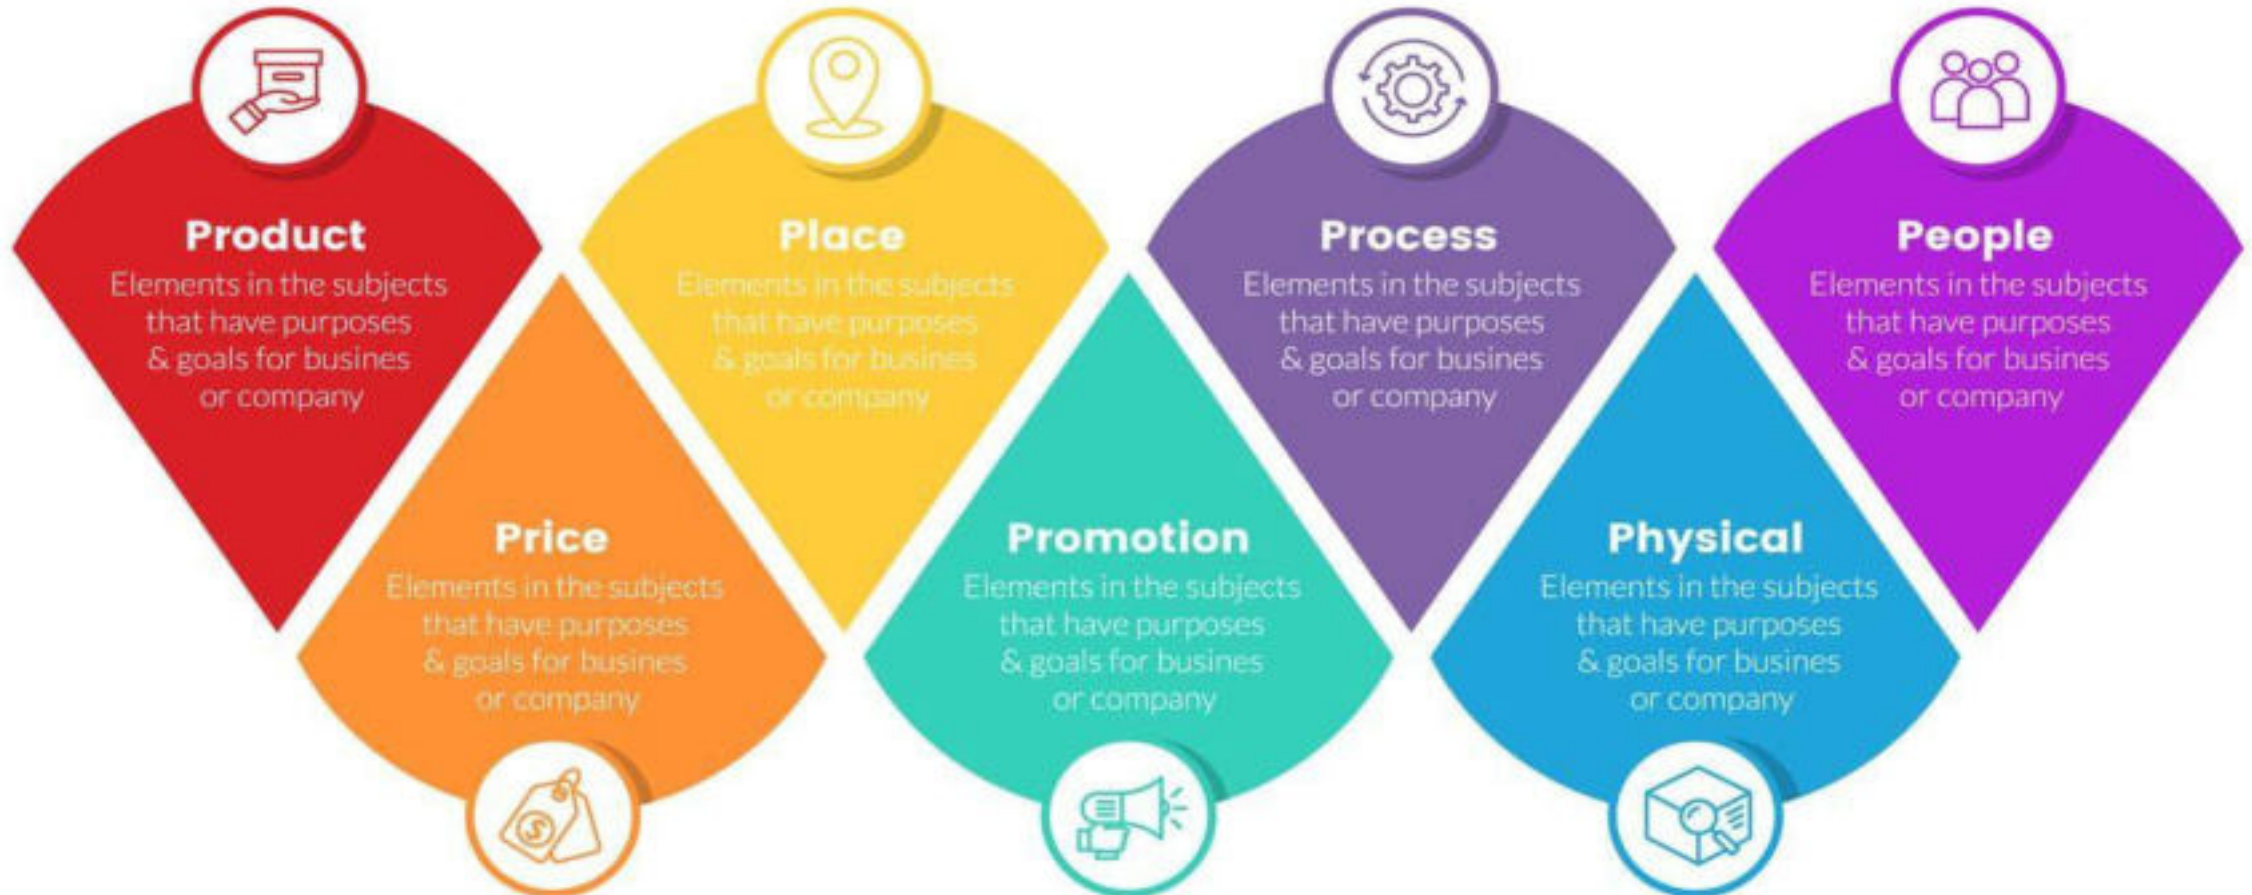 Product
Elements in the subjects
that have purposes
& goals for busines
or company
Price
Elements in the subjects
that have purposes
& goals for busines
or company
Place
Elements in the subjects
that have purposes
& goals for busines
or company
Promotion
Elements in the subjects
that have purposes
& goals for busines
or company
Process
Elements in the subjects
that have purposes
& goals for busines
or company
Physical
Elements in the subjects
that have purposes
& goals for busines
or company
People
Elements in the subjects
that have purposes
& goals for busines
or company